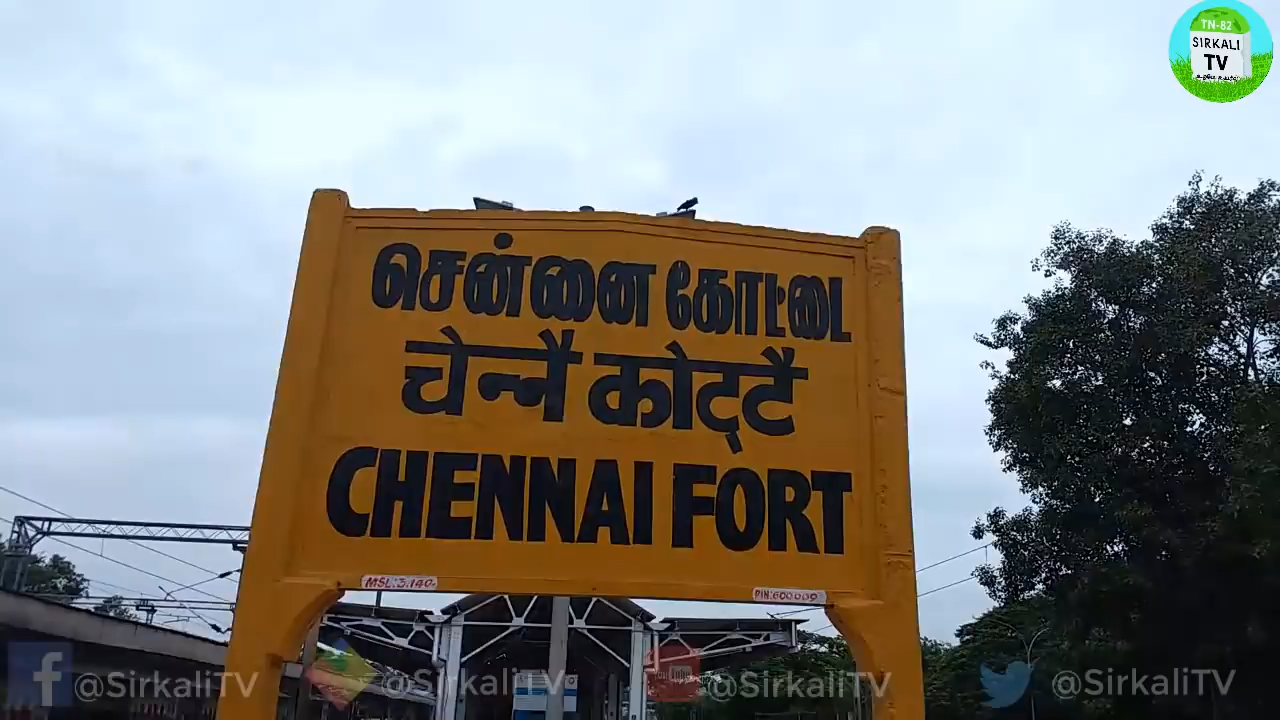 TN-82
SIRKALI
TV
சென்னை கோட்டை
चेन्नै कोट्टै
CHENNAI FORT
MSL:3.140
PIN:600009
@SirkaliTV
@SirkaliTV
@SirkaliTV
@SirkaliTV